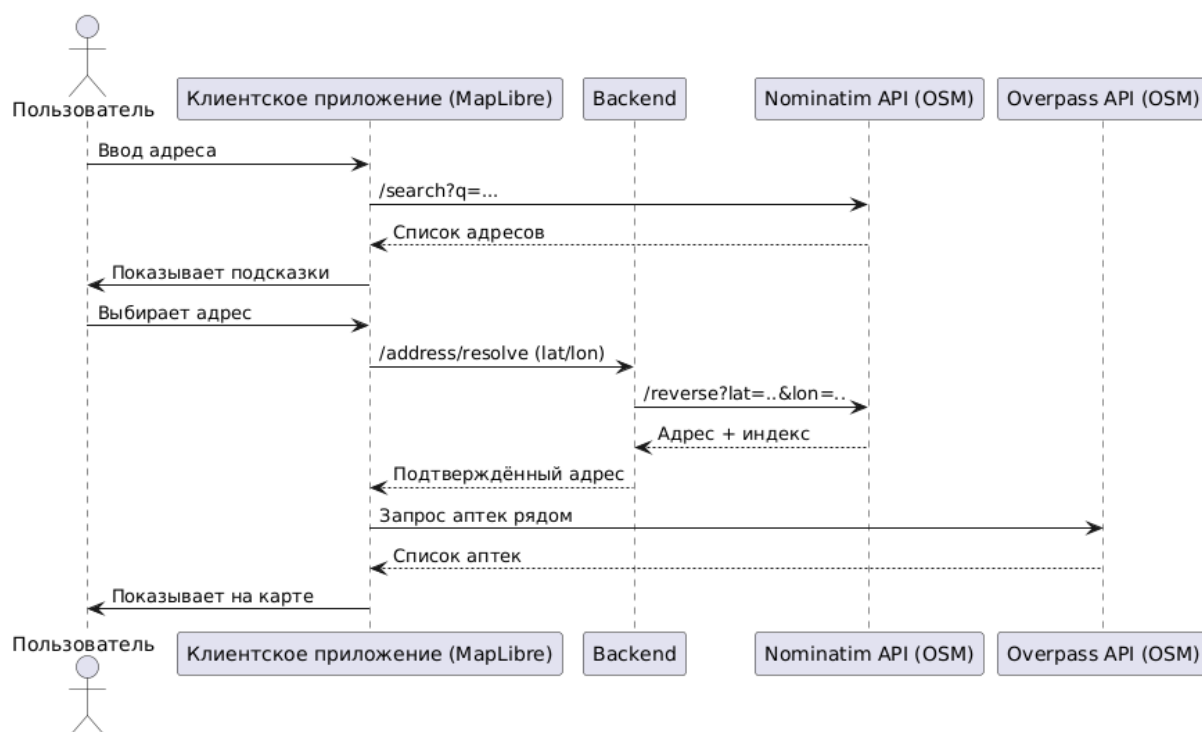 Пользователь
Клиентское приложение (MapLibre)
Backend
Nominatim API (OSM)
Overpass API (OSM)
Ввод адреса
/search?q=...
Список адресов
Показывает подсказки
Выбирает адрес
/address/resolve (lat/lon)
/reverse?lat=..&lon=..
Адрес + индекс
Подтверждённый адрес
Запрос аптек рядом
Список аптек
Показывает на карте
Пользователь
Клиентское приложение (MapLibre)
Backend
Nominatim API (OSM)
Overpass API (OSM)